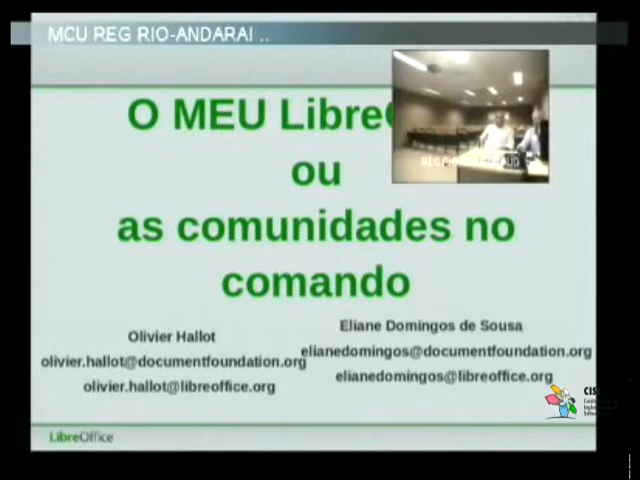 MCU REG RIO-ANDARAI ..
O MEU Libre
ou
as comunidades no
comando
Olivier Hallot
Eliane Domingos de Sousa
olivier.hallot@documentfoundation.org
elianedomingos@documentfoundation.org
olivier.hallot@libreoffice.org
elianedomingos@libreoffice.org
CIS
LibreOffice